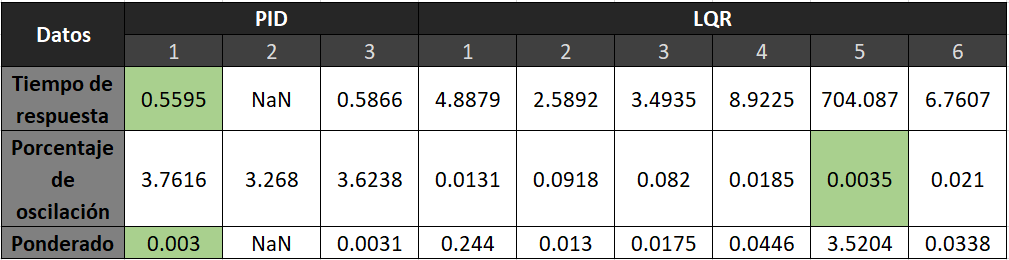 Datos PID LQR
1 2 3 1 2 3 4 5 6
Tiempo de
respuesta
0.5595 NaN 0.5866 4.8879 2.5892 3.4935 8.9225 704.087 6.7607
Porcentaje
de
oscilación
3.7616 3.268 3.6238 0.0131 0.0918 0.082 0.0185 0.0035 0.021
Ponderado 0.003 NaN 0.0031 0.244 0.013 0.0175 0.0446 3.5204 0.0338